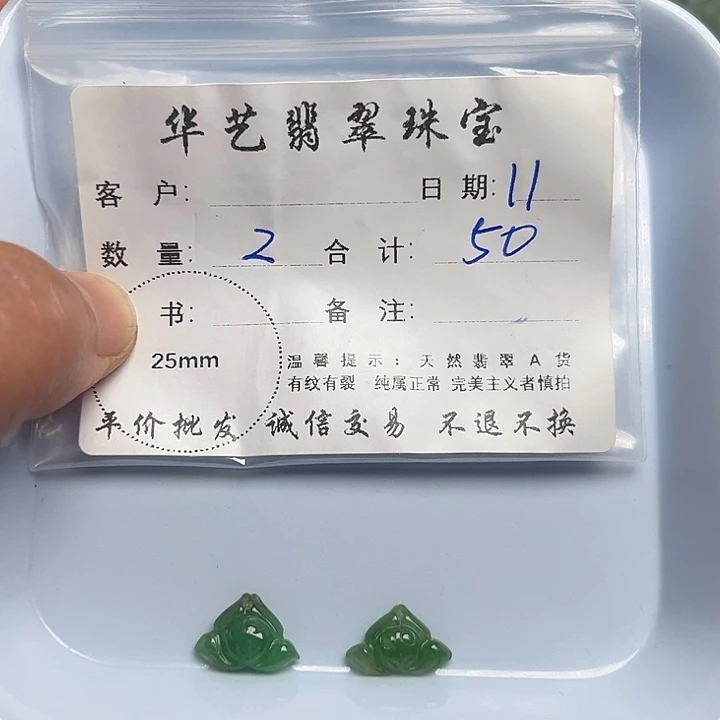 华艺翡翠珠宝
客 户: 日 期: 11
数 量: 2 合 计: 50
书: 备 注:
25mm 温馨提示: 天然翡翠A货
有纹有裂 纯属正常 完美主义者慎拍
平价批发 诚信交易 不退不换